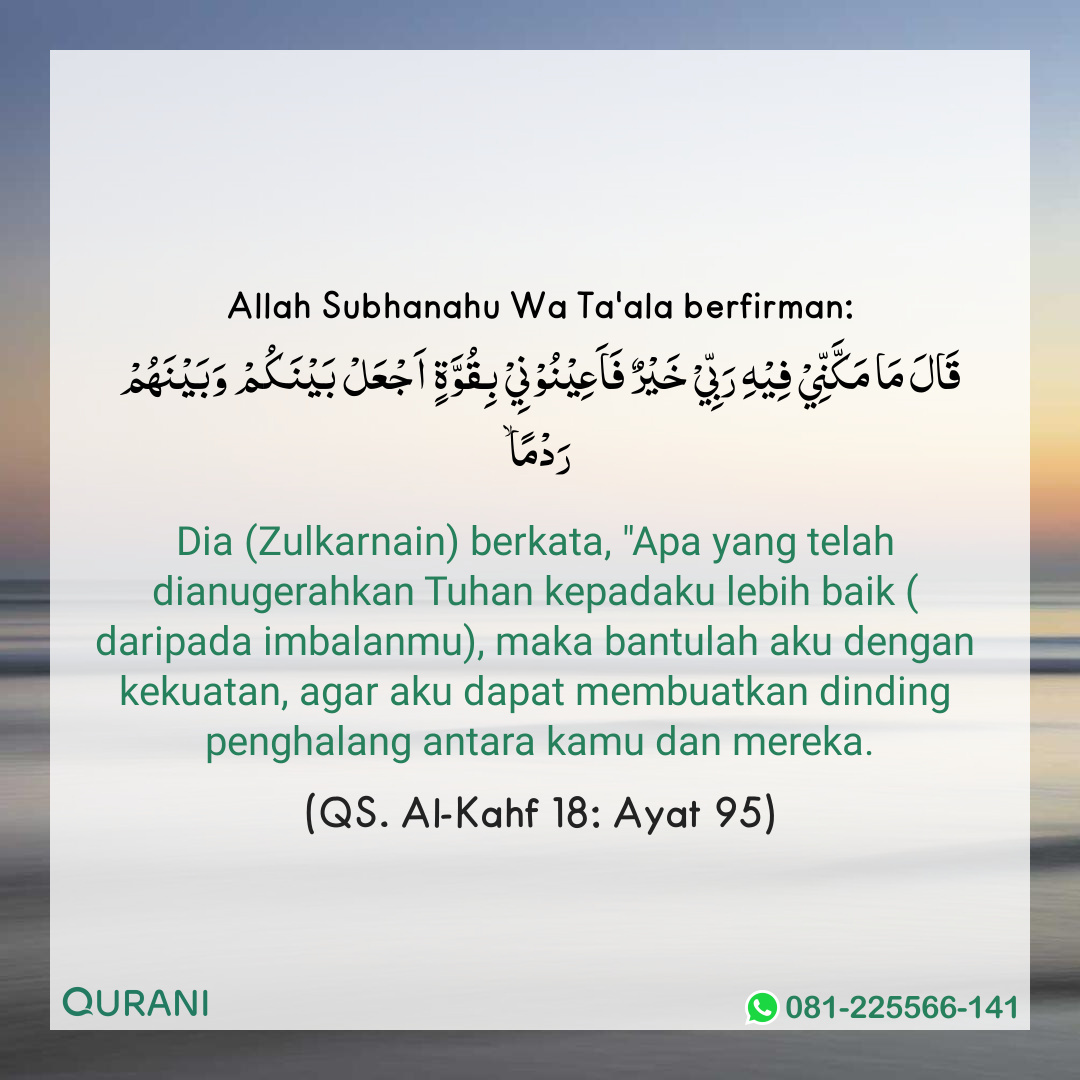 Allah Subhanahu Wa Ta'ala berfirman:
قَالَ مَا مَكَّنِّيْ فِيْهِ رَبِّيْ خَيْرٌ فَاَعِيْنُوْنِيْ بِقُوَّةٍ اَجْعَلْ بَيْنَكُمْ وَبَيْنَهُمْ
رَدْمًاۙ
Dia (Zulkarnain) berkata, "Apa yang telah
dianugerahkan Tuhan kepadaku lebih baik (
daripada imbalanmu), maka bantulah aku dengan
kekuatan, agar aku dapat membuatkan dinding
penghalang antara kamu dan mereka.
(QS. Al-Kahf 18: Ayat 95)
QURANI
081-225566-141